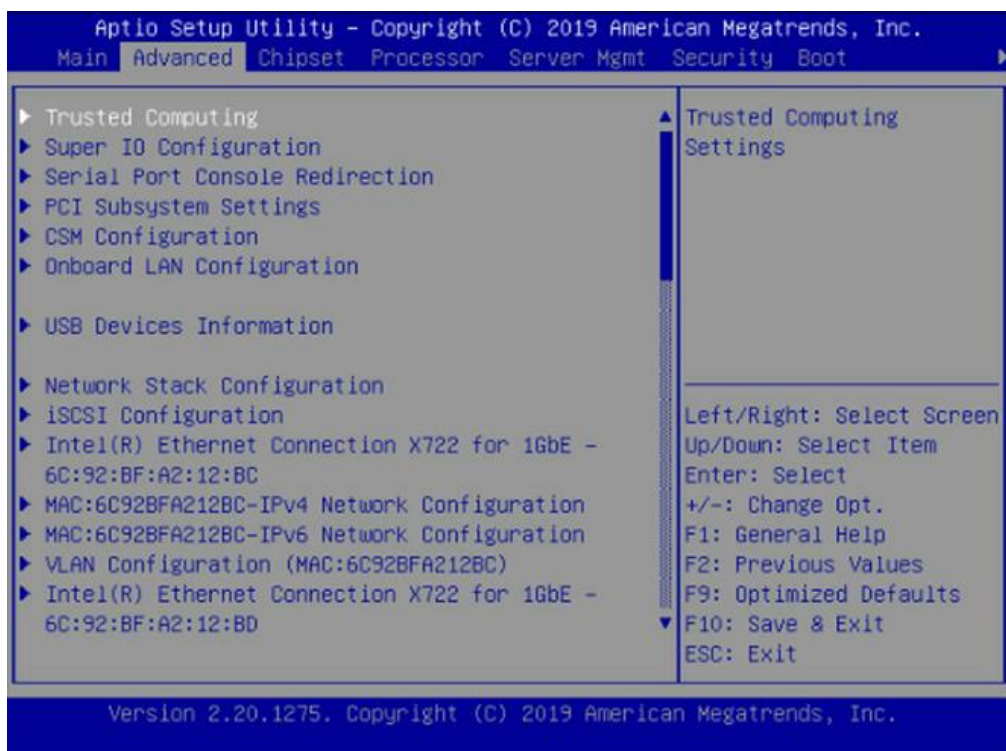 Aptio Setup Utility – Copyright (C) 2019 American Megatrends, Inc.
Main Advanced Chipset Processor Server Mgmt Security Boot
Trusted Computing
Super IO Configuration
Serial Port Console Redirection
PCI Subsystem Settings
CSM Configuration
Onboard LAN Configuration
USB Devices Information
Network Stack Configuration
iSCSI Configuration
Intel(R) Ethernet Connection X722 for 1GbE –
6C:92:BF:A2:12:BC
MAC:6C92BFA212BC-IPv4 Network Configuration
MAC:6C92BFA212BC-IPv6 Network Configuration
VLAN Configuration (MAC:6C92BFA212BC)
Intel(R) Ethernet Connection X722 for 1GbE –
6C:92:BF:A2:12:BD
Trusted Computing
Settings
Left/Right: Select Screen
Up/Down: Select Item
Enter: Select
+/-: Change Opt.
F1: General Help
F2: Previous Values
F9: Optimized Defaults
F10: Save & Exit
ESC: Exit
Version 2.20.1275. Copyright (C) 2019 American Megatrends, Inc.